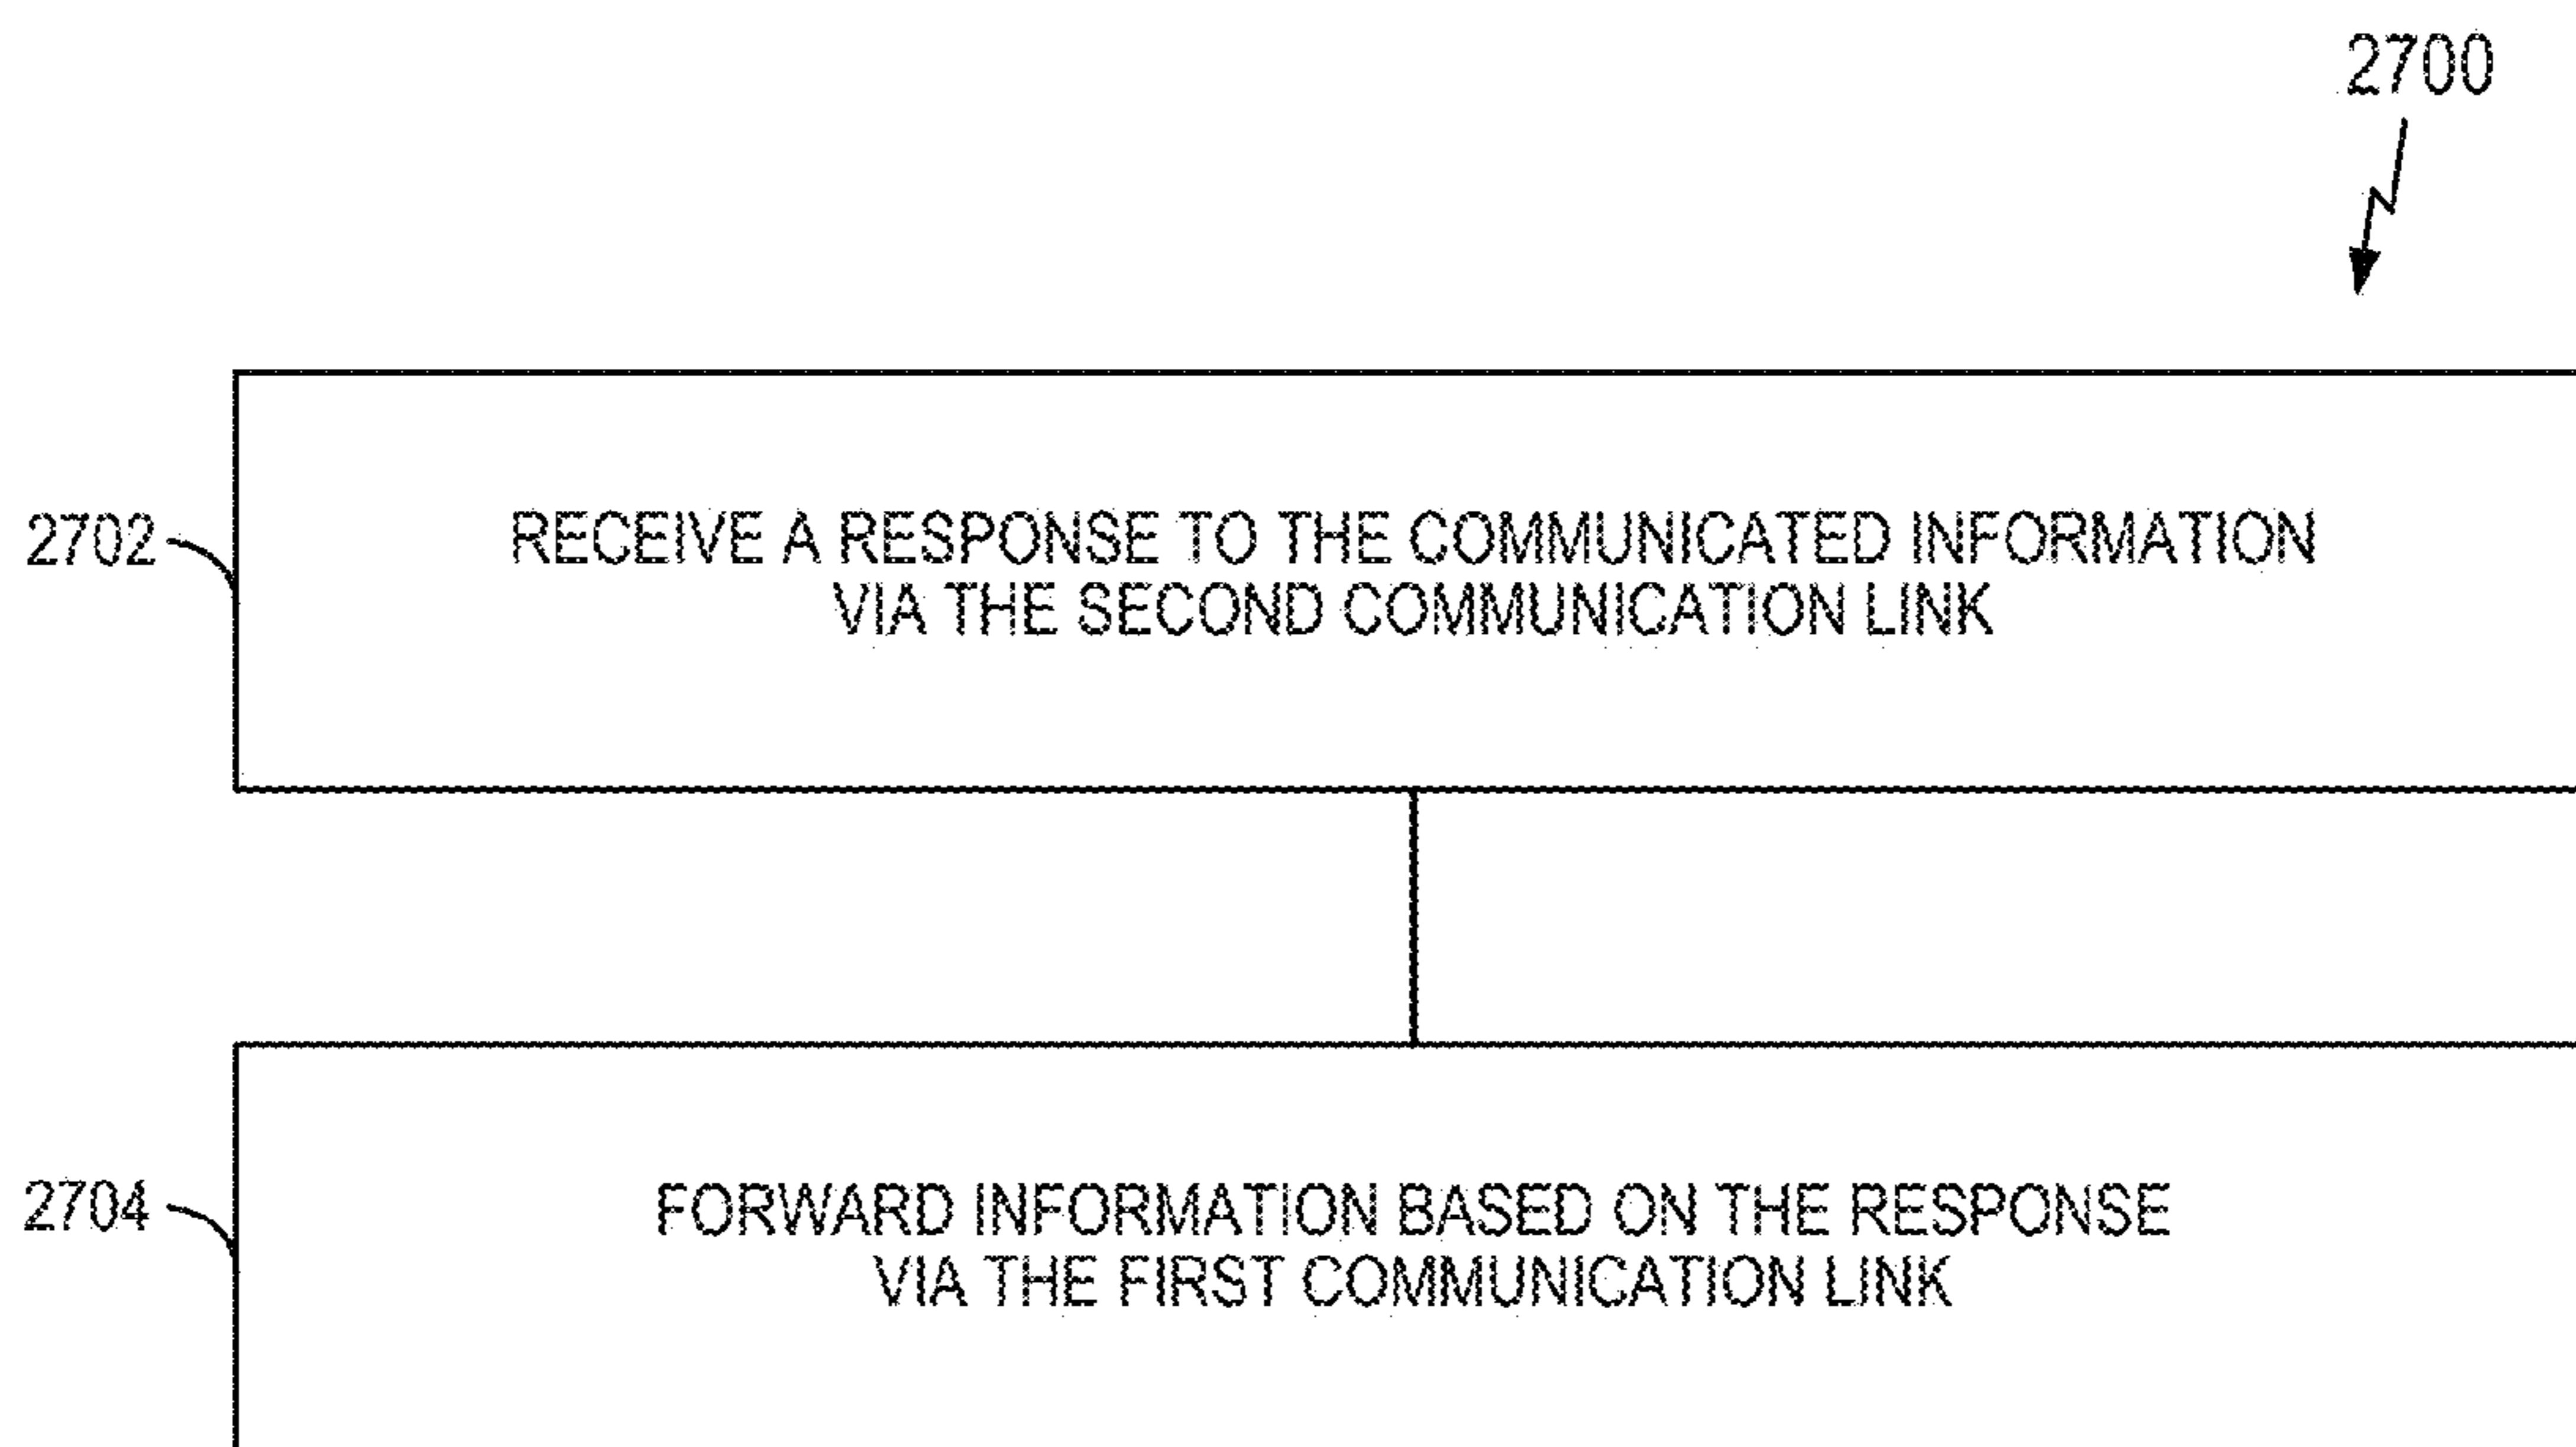 2700
2702
RECEIVE A RESPONSE TO THE COMMUNICATED INFORMATION
VIA THE SECOND COMMUNICATION LINK
2704
FORWARD INFORMATION BASED ON THE RESPONSE
VIA THE FIRST COMMUNICATION LINK